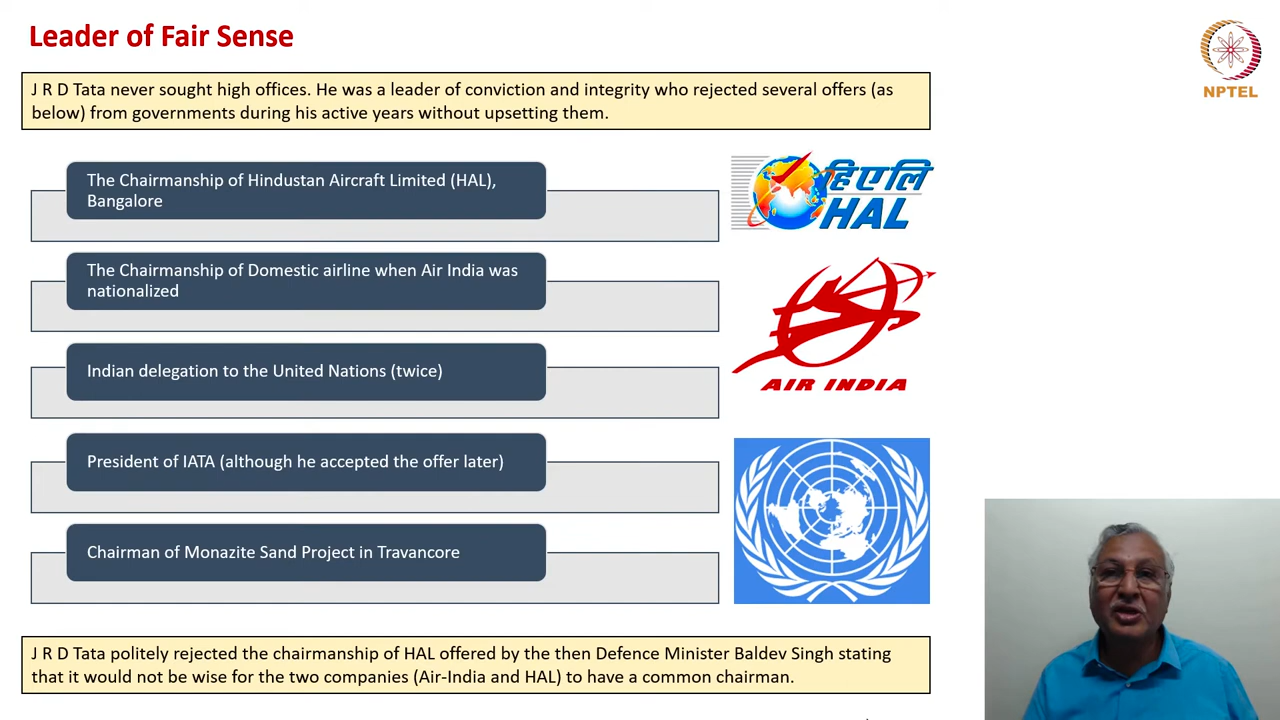 Leader of Fair Sense
NPTEL
J R D Tata never sought high offices. He was a leader of conviction and integrity who rejected several offers (as
below) from governments during his active years without upsetting them.
The Chairmanship of Hindustan Aircraft Limited (HAL),
Bangalore
हिएलि
HAL
The Chairmanship of Domestic airline when Air India was
nationalized
Indian delegation to the United Nations (twice)
AIR INDIA
President of IATA (although he accepted the offer later)
Chairman of Monazite Sand Project in Travancore
J R D Tata politely rejected the chairmanship of HAL offered by the then Defence Minister Baldev Singh stating
that it would not be wise for the two companies (Air-India and HAL) to have a common chairman.